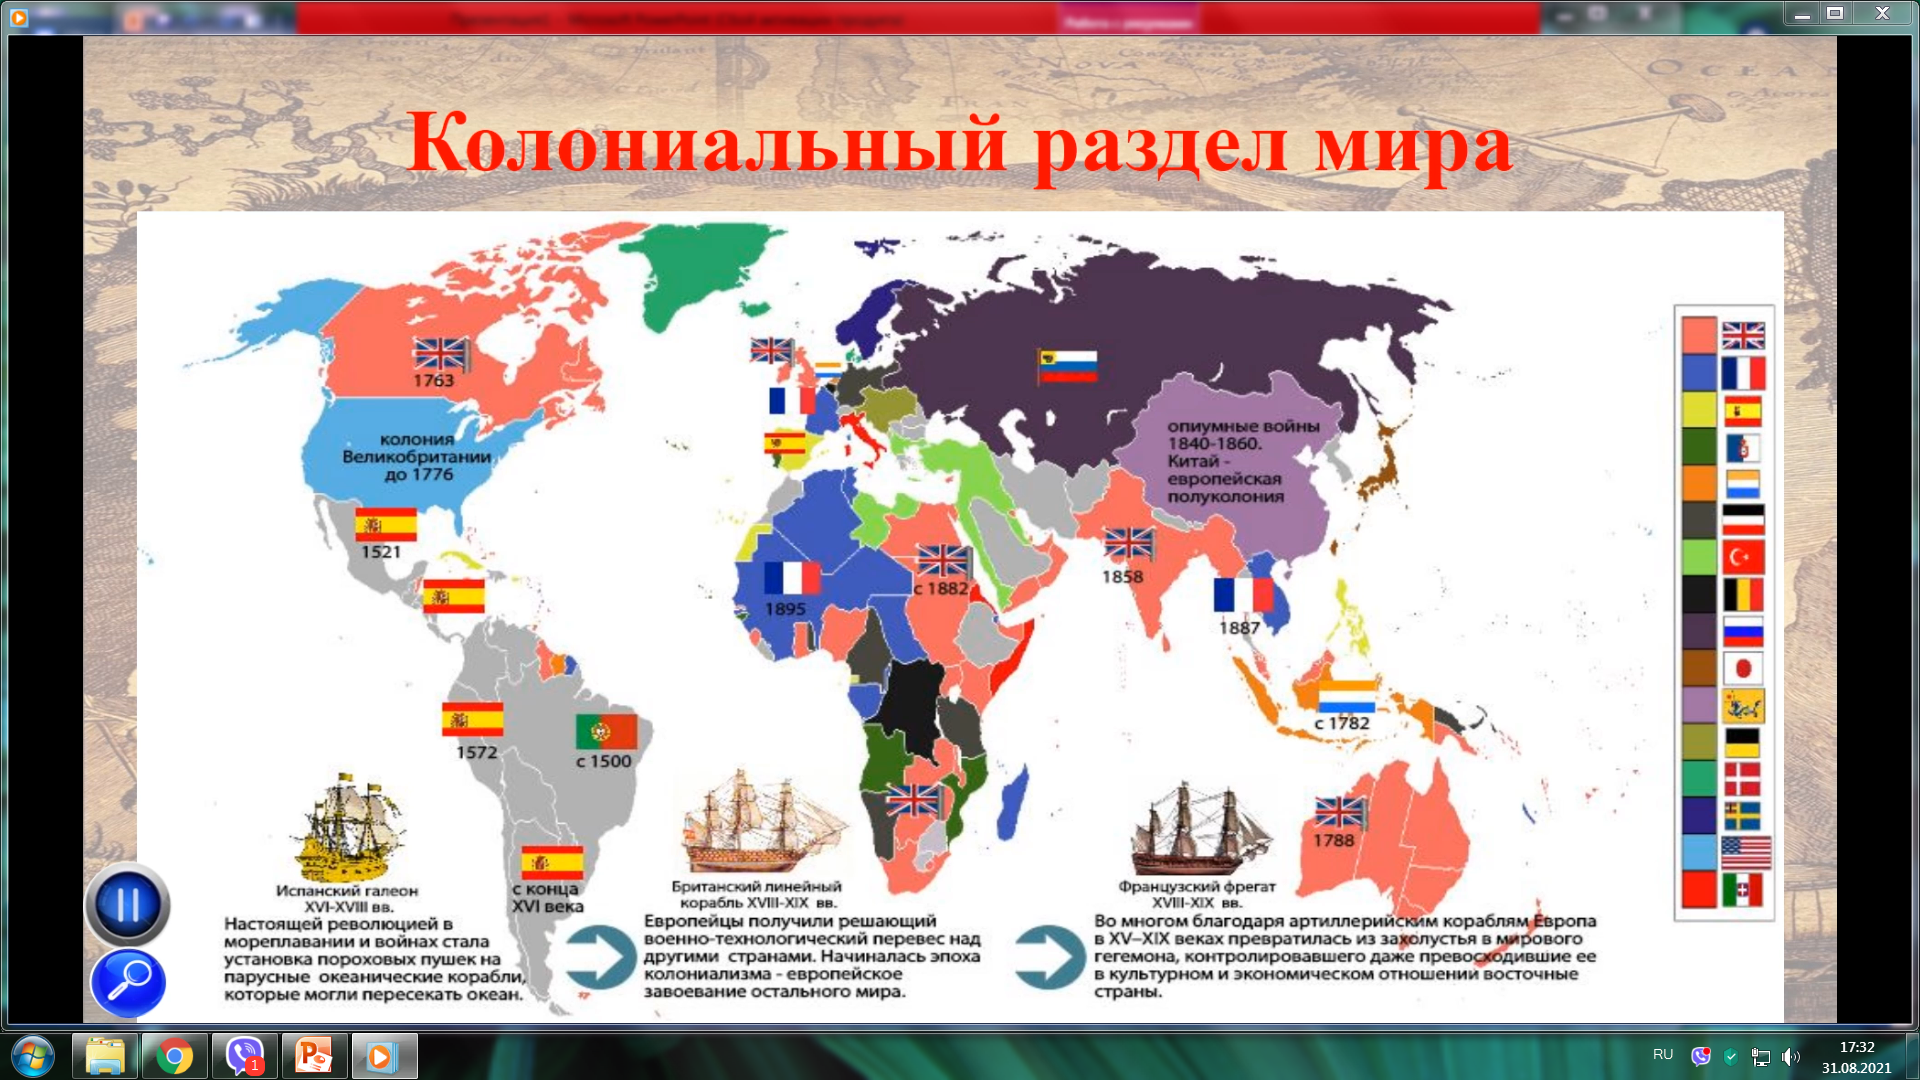 Колониальный раздел мира
1763
колония
Великобритании
до 1776
1521
1572
с 1500
с конца
XVI века
1895
с 1882
1858
1887
опиумные войны
1840-1860.
Китай -
европейская
полуколония
с 1782
1788
Испанский галеон
XVI-XVIII вв.
Настоящей революцией в
мореплавании и войнах стала
установка пороховых пушек на
парусные океанические корабли,
которые могли пересекать океан.
Британский линейный
корабль XVIII-XIX вв.
Европейцы получили решающий
военно-технологический перевес над
другими странами. Начиналась эпоха
колониализма - европейское
завоевание остального мира.
Французский фрегат
XVIII-XIX вв.
Во многом благодаря артиллерийским кораблям Европа
в XV–XIX веках превратилась из захолустья в мирового
гегемона, контролировавшего даже превосходившие ее
в культурном и экономическом отношении восточные
страны.
1
RU
17:32
31.08.2021